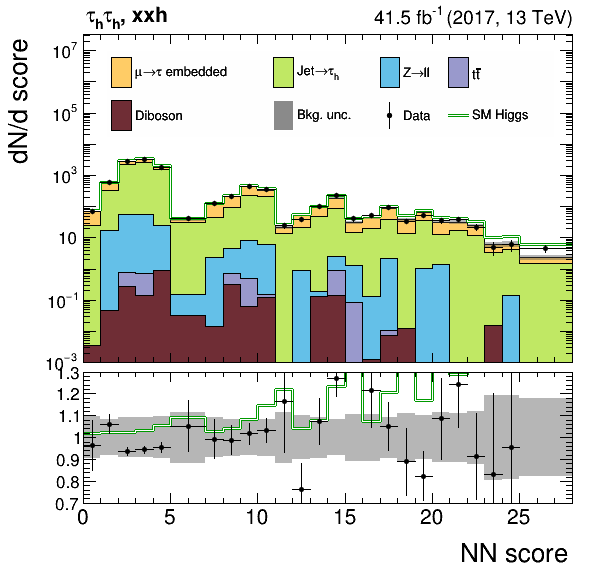 τhτh, xxh
41.5 fb⁻¹ (2017, 13 TeV)
dN/d score
10⁷
10⁵
10³
10
10⁻¹
10⁻³
μ→τ embedded
Jet→τh
Z→ll
tt̄
Diboson
Bkg. unc.
Data
SM Higgs
1.3
1.2
1.1
1
0.9
0.8
0.7
0 5 10 15 20 25
NN score